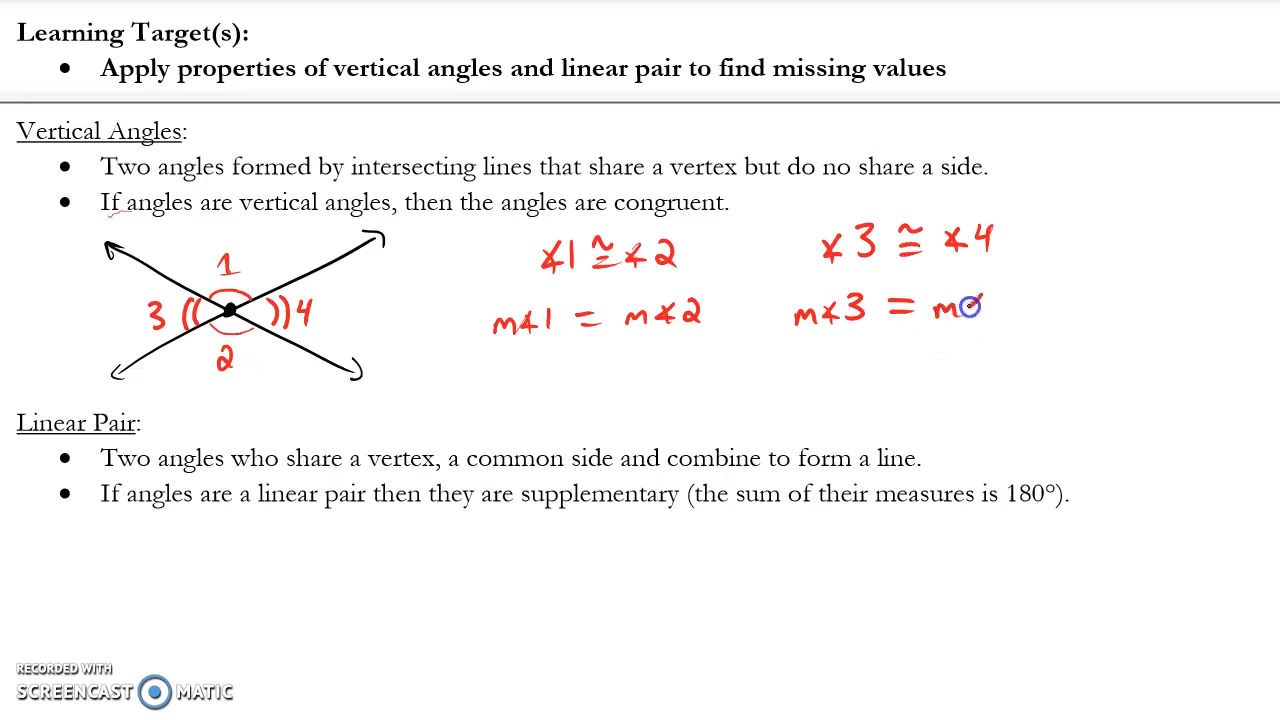 Learning Target(s):
• Apply properties of vertical angles and linear pair to find missing values
Vertical Angles:
• Two angles formed by intersecting lines that share a vertex but do no share a side.
• If angles are vertical angles, then the angles are congruent.
1
3 4
2
∡1 ≅ ∡2
m∡1 = m∡2
∡3 ≅ ∡4
m∡3 = m∡
Linear Pair:
• Two angles who share a vertex, a common side and combine to form a line.
• If angles are a linear pair then they are supplementary (the sum of their measures is 180°).
RECORDED WITH
SCREENCAST MATIC